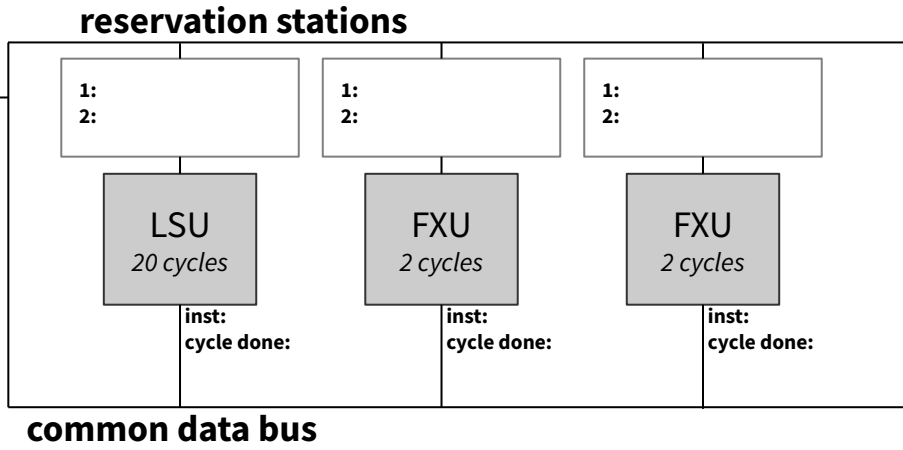 reservation stations
1:
2:
1:
2:
1:
2:
LSU
20 cycles
FXU
2 cycles
FXU
2 cycles
inst:
cycle done:
inst:
cycle done:
inst:
cycle done:
common data bus